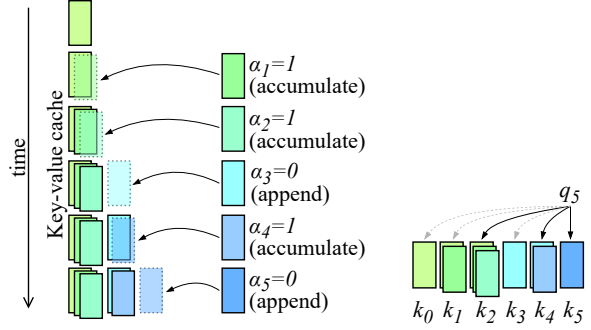 time
Key-value cache
α₁=1
(accumulate)
α₂=1
(accumulate)
α₃=0
(append)
α₄=1
(accumulate)
α₅=0
(append)
q₅
k₀ k₁ k₂ k₃ k₄ k₅